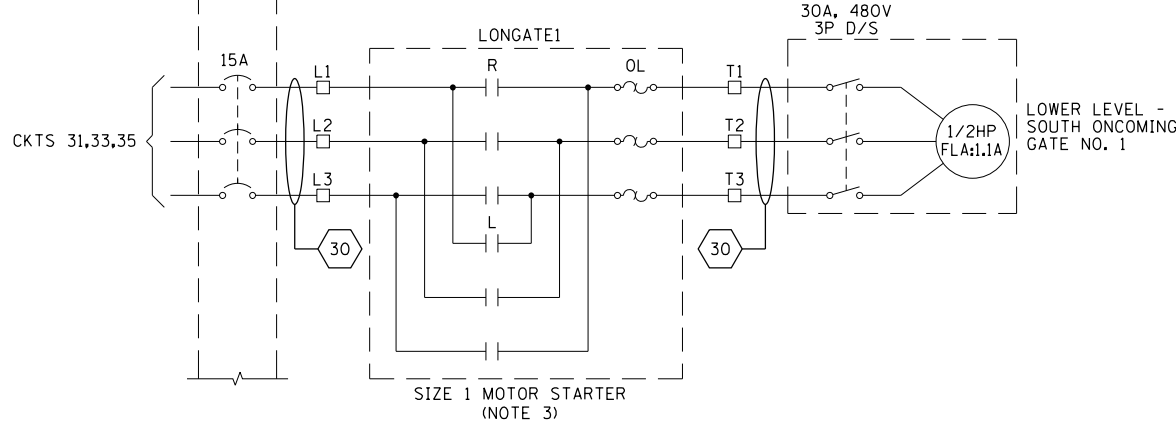 30A, 480V
3P D/S
LONGATE1
15A
L1
R
OL
T1
CKTS 31,33,35
L2
T2
1/2HP
FLA:1.1A
LOWER LEVEL -
SOUTH ONCOMING
GATE NO. 1
L3
T3
L
30
30
SIZE 1 MOTOR STARTER
(NOTE 3)